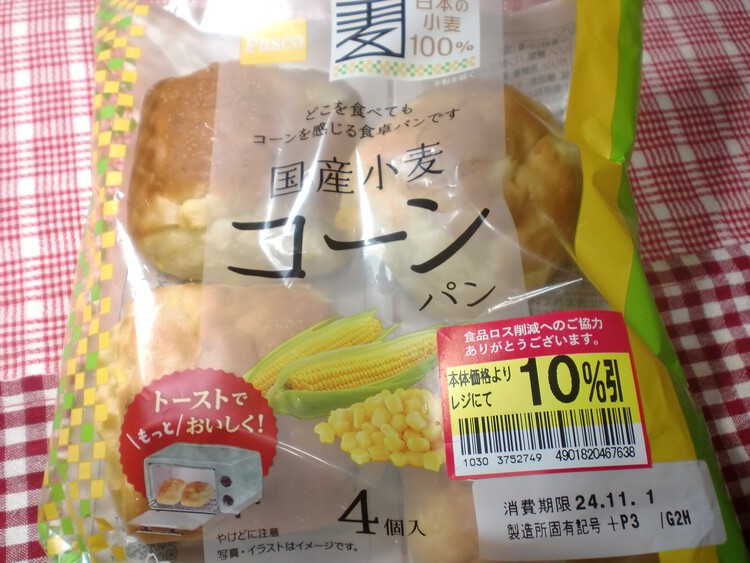 Pasco
麦
日本の
小麦
100%
どこを食べても
コーンを感じる食卓パンです
国産小麦
コーン
パン
食品ロス削減へのご協力
ありがとうございます。
本体価格より
レジにて
10%引
1030 3752749 4901820467638
トーストで
もっと
おいしく!
消費期限 24.11.1
製造所固有記号 +P3 /G2H
4個入
やけどに注意
写真・イラストはイメージです。